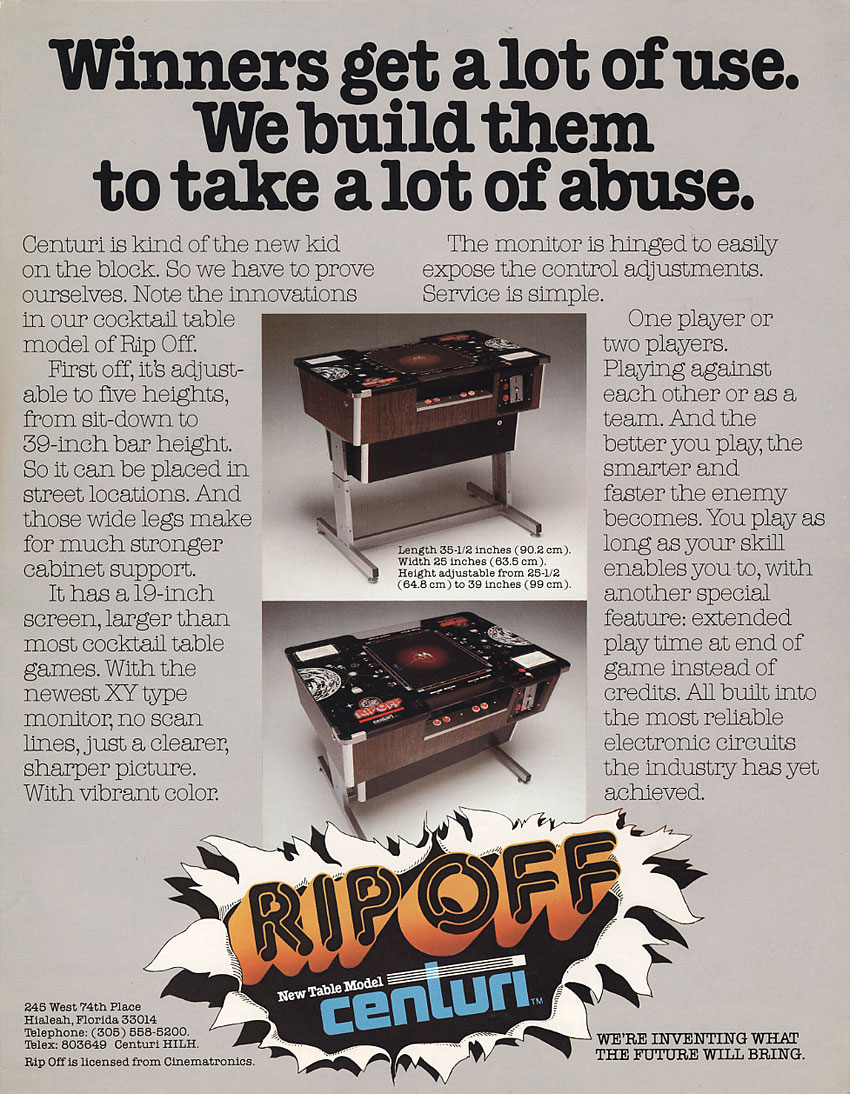 Winners get a lot of use.
We build them
to take a lot of abuse.
Centuri is kind of the new kid
on the block. So we have to prove
ourselves. Note the innovations
in our cocktail table
model of Rip Off.
First off, it's adjust-
able to five heights,
from sit-down to
39-inch bar height.
So it can be placed in
street locations. And
those wide legs make
for much stronger
cabinet support.
It has a 19-inch
screen, larger than
most cocktail table
games. With the
newest XY type
monitor, no scan
lines, just a clearer,
sharper picture.
With vibrant color.
The monitor is hinged to easily
expose the control adjustments.
Service is simple.
One player or
two players.
Playing against
each other or as a
team. And the
better you play, the
smarter and
faster the enemy
becomes. You play as
long as your skill
enables you to, with
another special
feature: extended
play time at end of
game instead of
credits. All built into
the most reliable
electronic circuits
the industry has yet
achieved.
Length 35-1/2 inches (90.2 cm).
Width 25 inches (63.5 cm).
Height adjustable from 25-1/2
(64.8 cm) to 39 inches (99 cm).
RIP OFF
centuri
RIP OFF
New Table Model
centuri TM
245 West 74th Place
Hialeah, Florida 33014
Telephone: (305) 558-5200.
Telex: 803649 Centuri HILH.
Rip Off is licensed from Cinematronics.
WE'RE INVENTING WHAT
THE FUTURE WILL BRING.